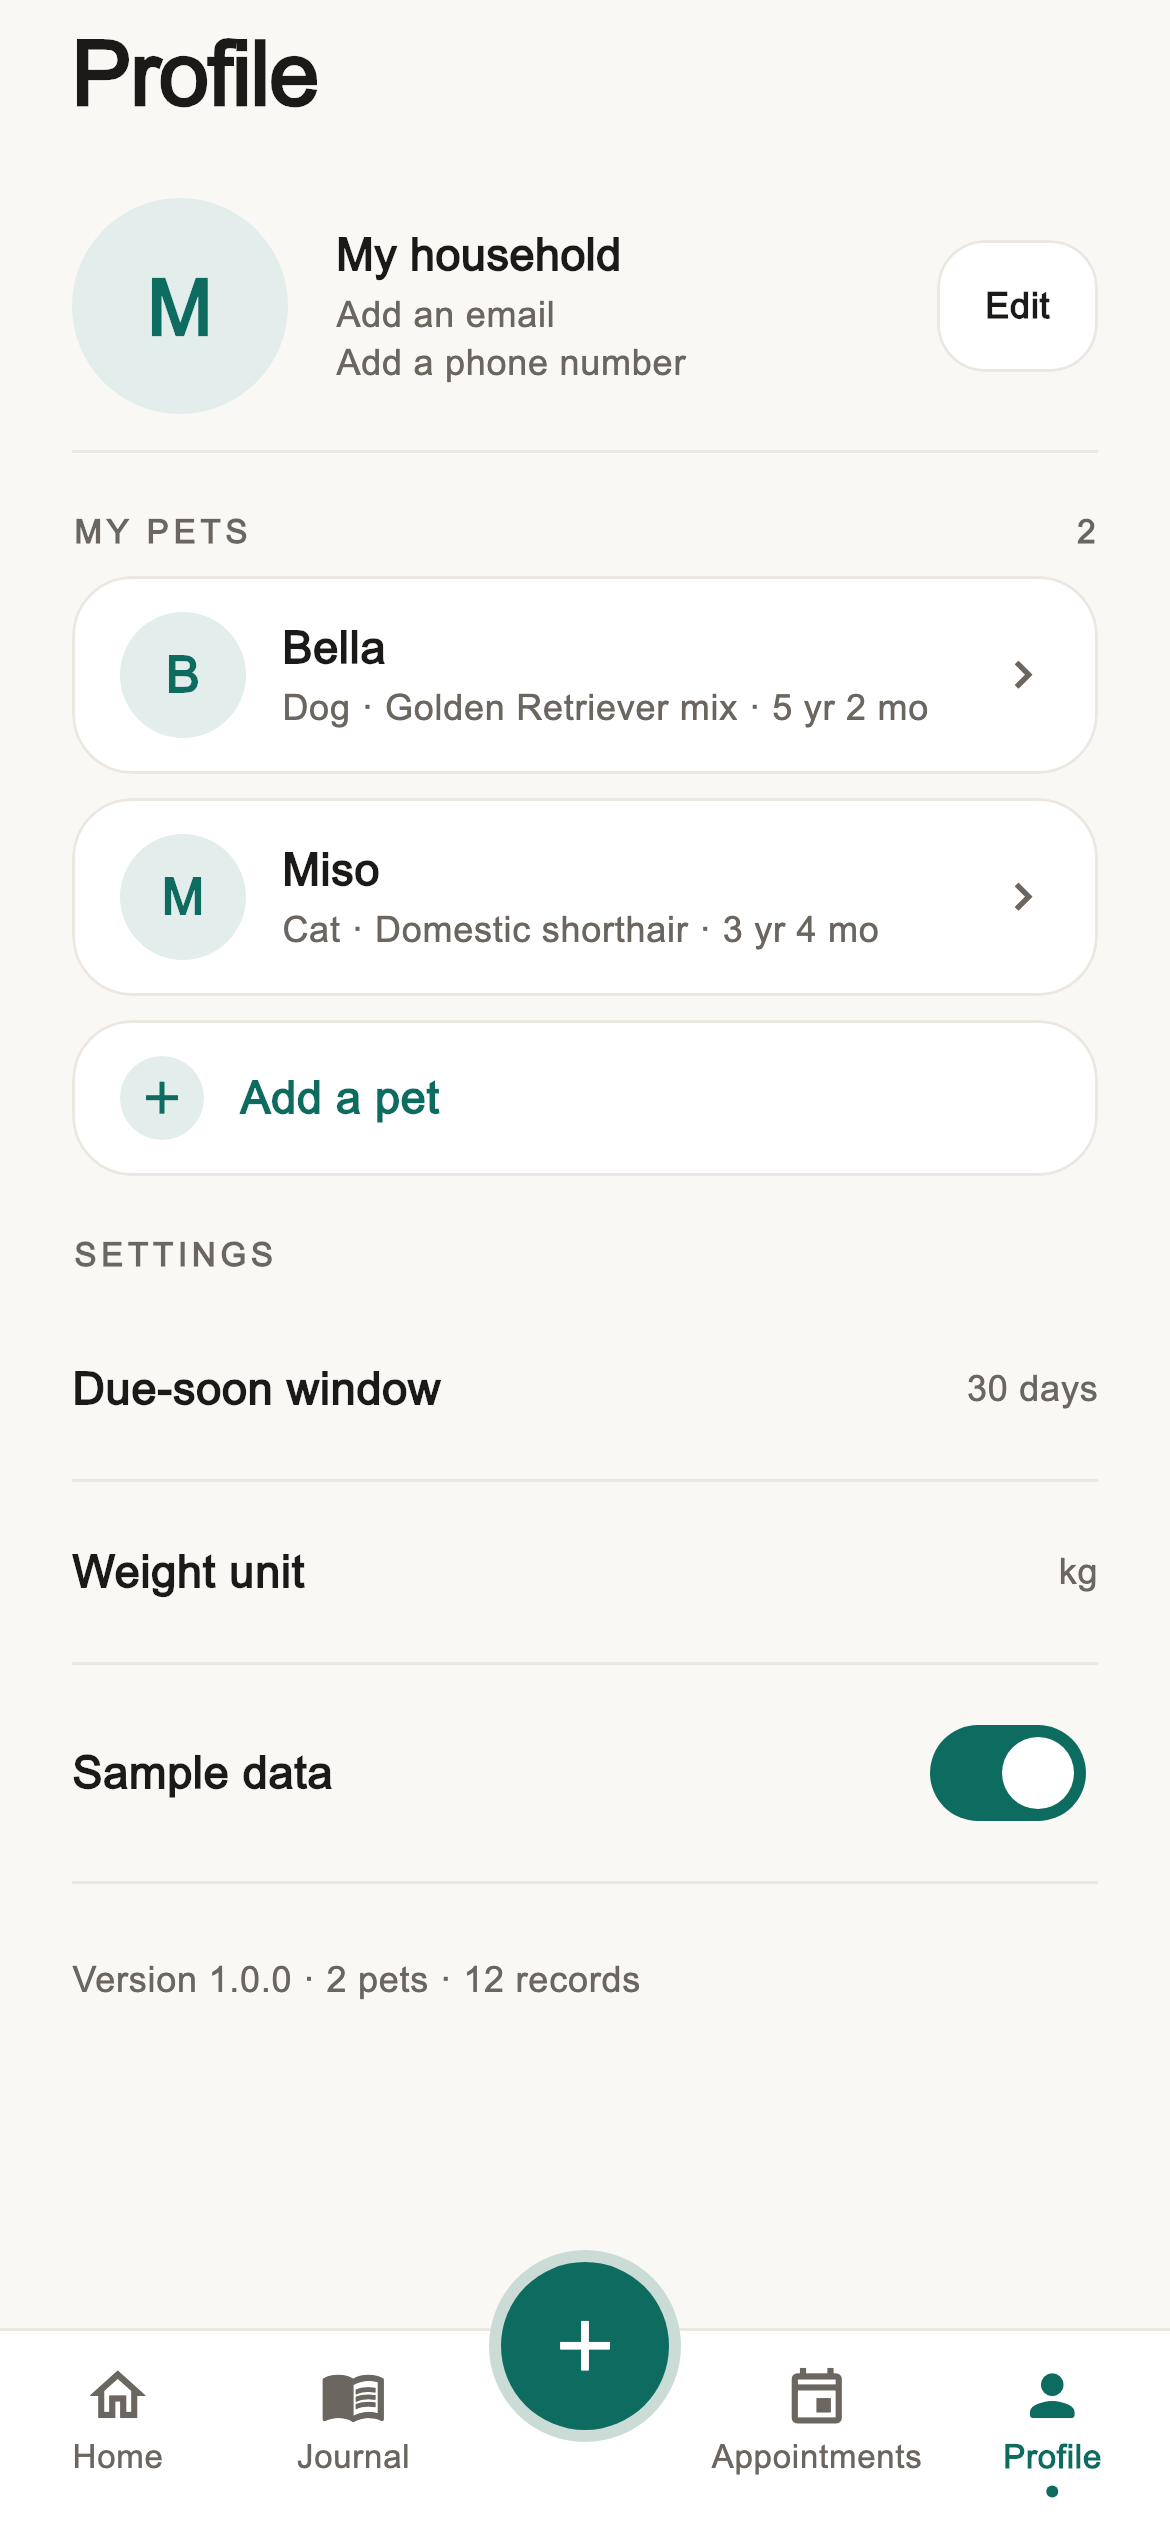 Profile
M
My household
Add an email
Add a phone number
Edit
MY PETS
2
B
Bella
Dog · Golden Retriever mix · 5 yr 2 mo
M
Miso
Cat · Domestic shorthair · 3 yr 4 mo
Add a pet
SETTINGS
Due-soon window
30 days
Weight unit
kg
Sample data
Version 1.0.0 · 2 pets · 12 records
Home
Journal
Appointments
Profile